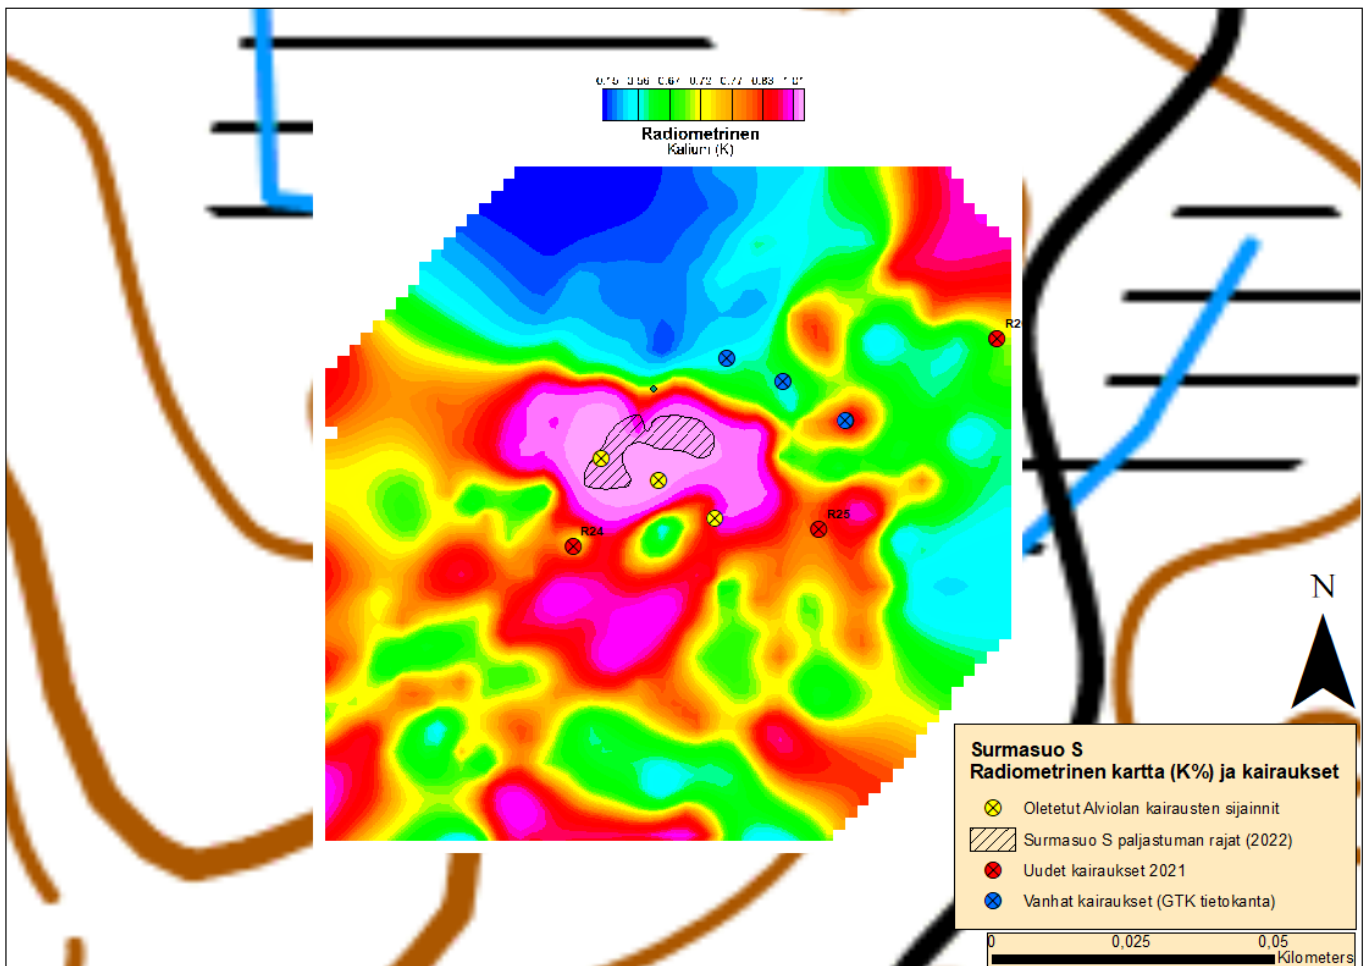 Radiometrinen
Kalium (K)
R24
R25
N
Surmasuo S
Radiometrinen kartta (K%) ja kairaukset
Oletetut Alviolan kairausten sijainnit
Surmasuo S paljastuman rajat (2022)
Uudet kairaukset 2021
Vanhat kairaukset (GTK tietokanta)
0 0,025 0,05
Kilometers